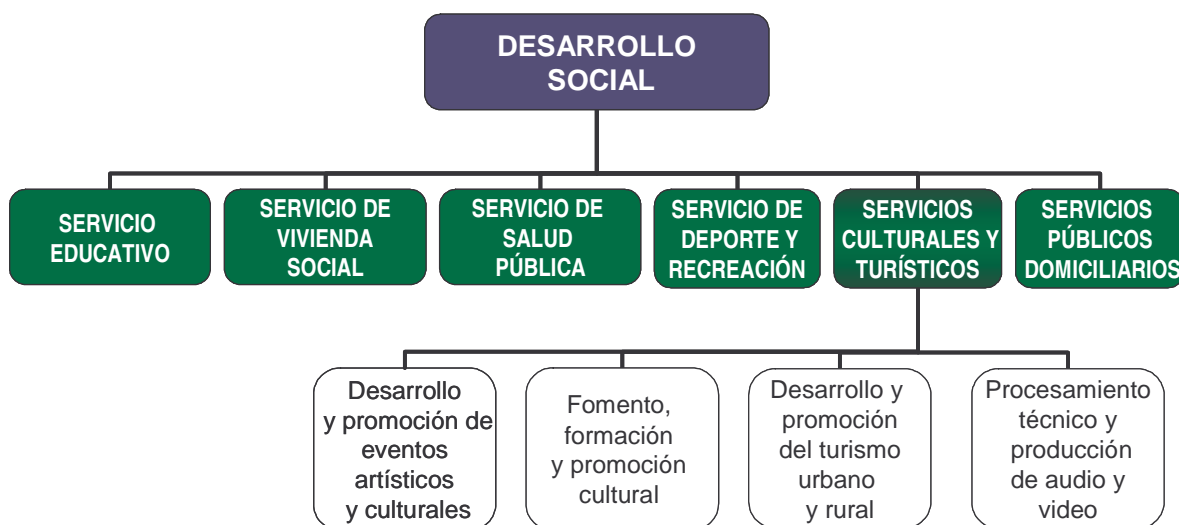 DESARROLLO
SOCIAL
SERVICIO
EDUCATIVO
SERVICIO DE
VIVIENDA
SOCIAL
SERVICIO DE
SALUD
PÚBLICA
SERVICIO DE
DEPORTE Y
RECREACIÓN
SERVICIOS
CULTURALES Y
TURÍSTICOS
SERVICIOS
PÚBLICOS
DOMICILIARIOS
Desarrollo
y promoción de
eventos
artísticos
y culturales
Fomento,
formación
y promoción
cultural
Desarrollo y
promoción
del turismo
urbano
y rural
Procesamiento
técnico y
producción
de audio y
video